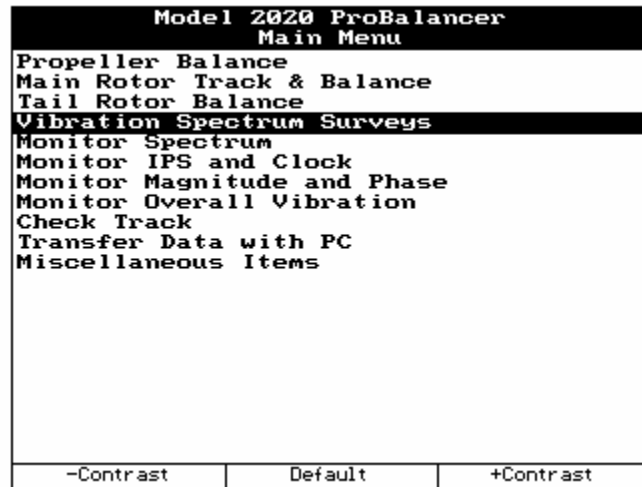 Model 2020 ProBalancer
Main Menu
Propeller Balance
Main Rotor Track & Balance
Tail Rotor Balance
Vibration Spectrum Surveys
Monitor Spectrum
Monitor IPS and Clock
Monitor Magnitude and Phase
Monitor Overall Vibration
Check Track
Transfer Data with PC
Miscellaneous Items
-Contrast Default +Contrast